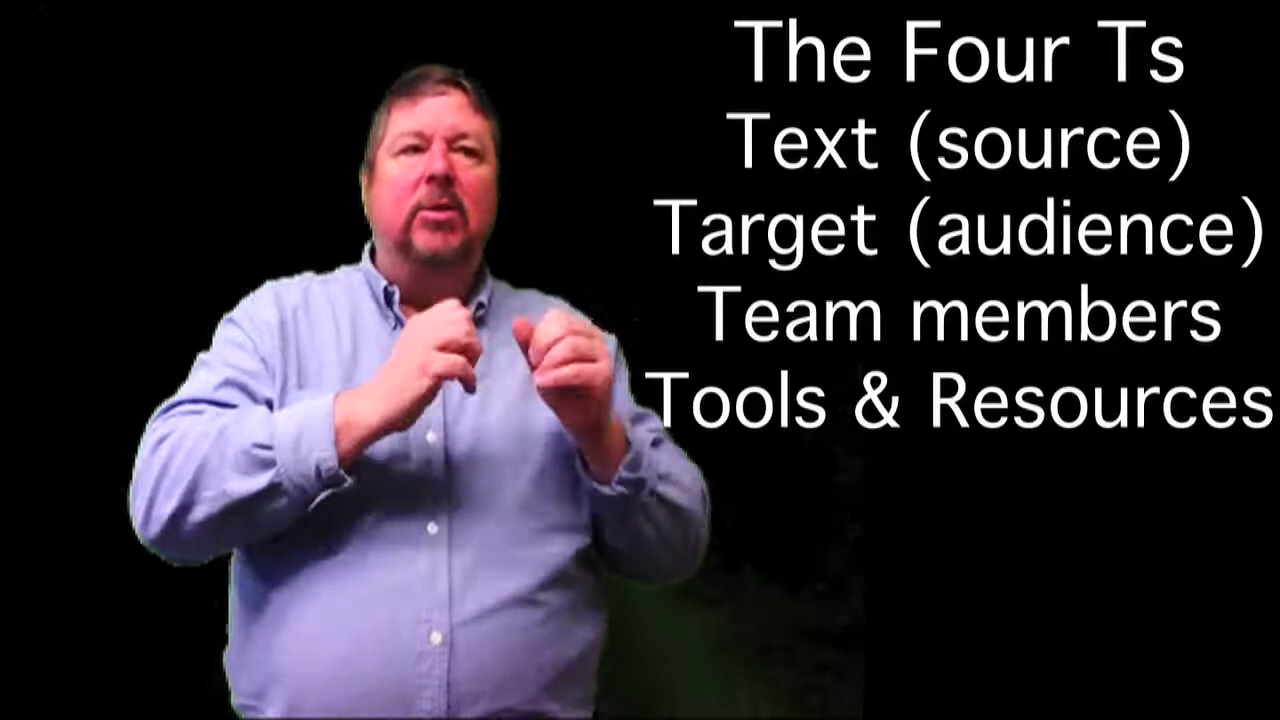 The Four Ts
Text (source)
Target (audience)
Team members
Tools & Resources